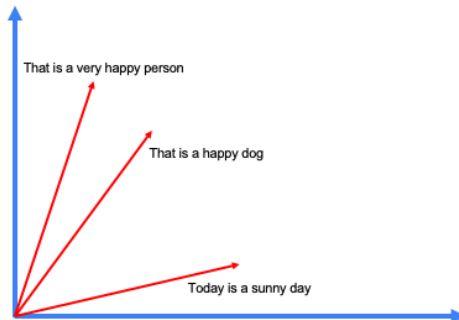 That is a very happy person
That is a happy dog
Today is a sunny day